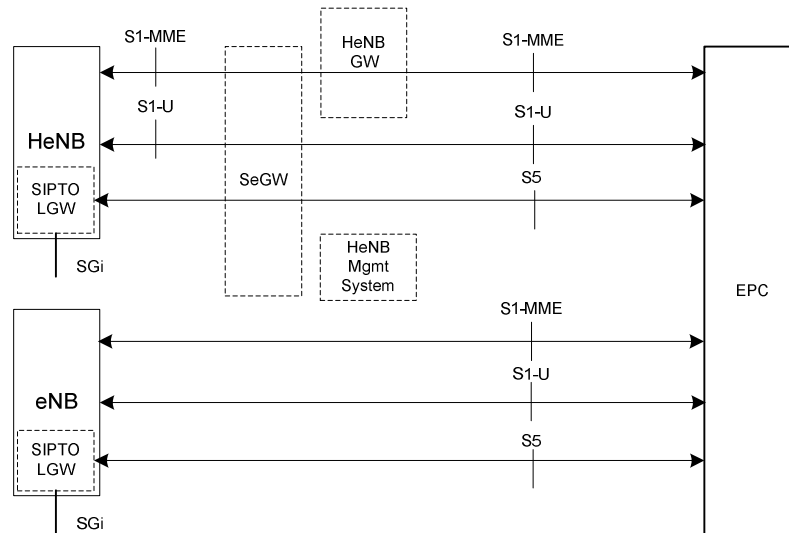 S1-MME
HeNB
GW
S1-MME
S1-U
S1-U
HeNB
SeGW
SIPTO
LGW
S5
SGi
HeNB
Mgmt
System
EPC
S1-MME
S1-U
eNB
SIPTO
LGW
S5
SGi